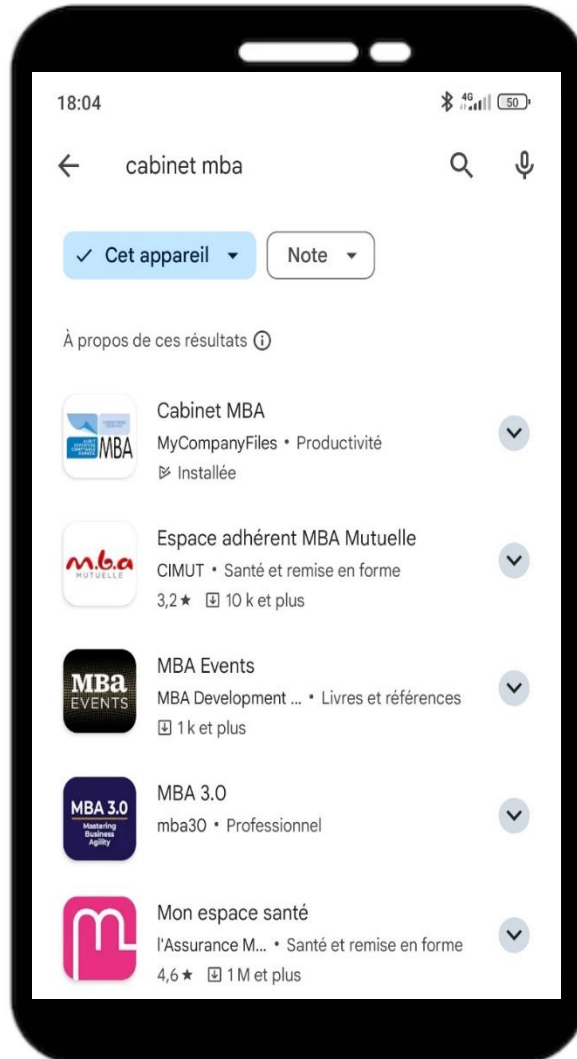 18:04
4G
50
cabinet mba
Cet appareil
Note
À propos de ces résultats
MBA
Cabinet MBA
MyCompanyFiles • Productivité
Installée
m.b.a
MUTUELLE
Espace adhérent MBA Mutuelle
CIMUT • Santé et remise en forme
3,2★ 10 k et plus
MBa
EVENTS
MBA Events
MBA Development ... • Livres et références
1 k et plus
MBA 3.0
Mastering
Business
Agility
MBA 3.0
mba30 • Professionnel
Mon espace santé
l'Assurance M... • Santé et remise en forme
4,6★ 1 M et plus